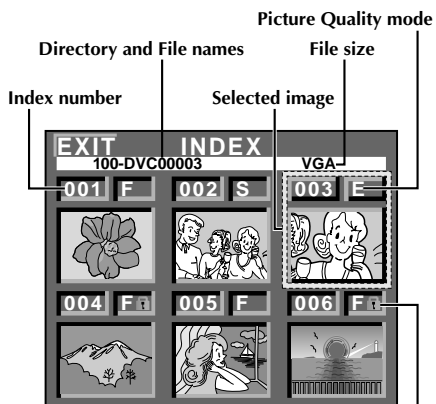 Picture Quality mode
Directory and File names File size
Index number Selected image
EXIT INDEX
100-DVC00003 VGA
001 F 002 S 003 E
004 F 005 F 006 F